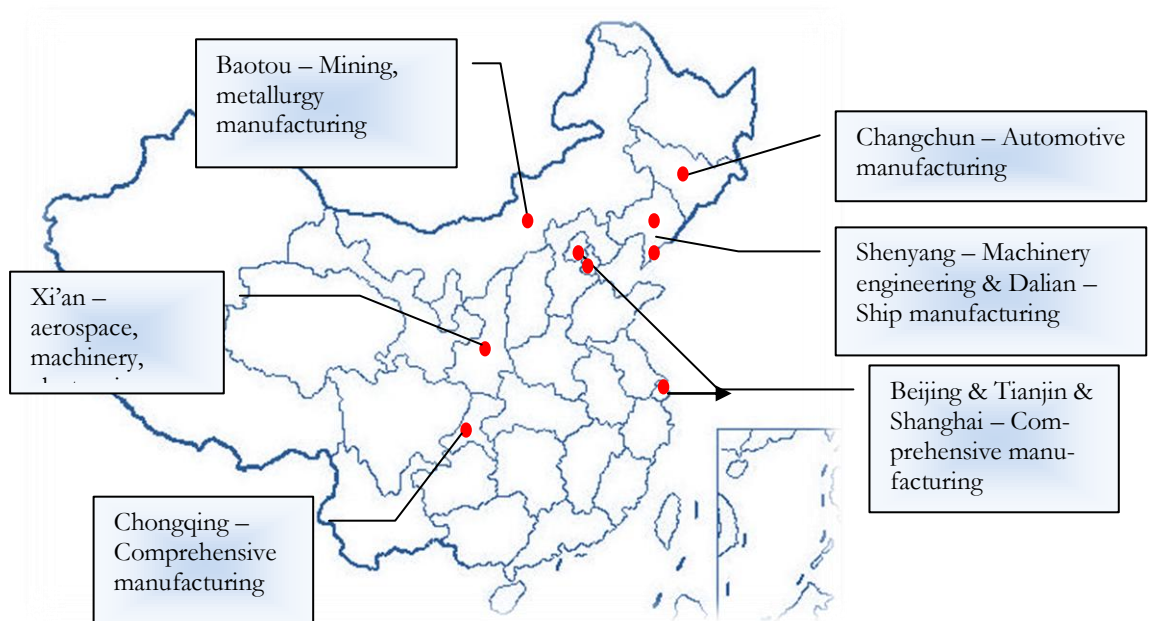 Baotou – Mining,
metallurgy
manufacturing
Changchun – Automotive
manufacturing
Shenyang – Machinery
engineering & Dalian –
Ship manufacturing
Xi’an –
aerospace,
machinery,
Beijing & Tianjin &
Shanghai – Com-
prehensive manu-
facturing
Chongqing –
Comprehensive
manufacturing